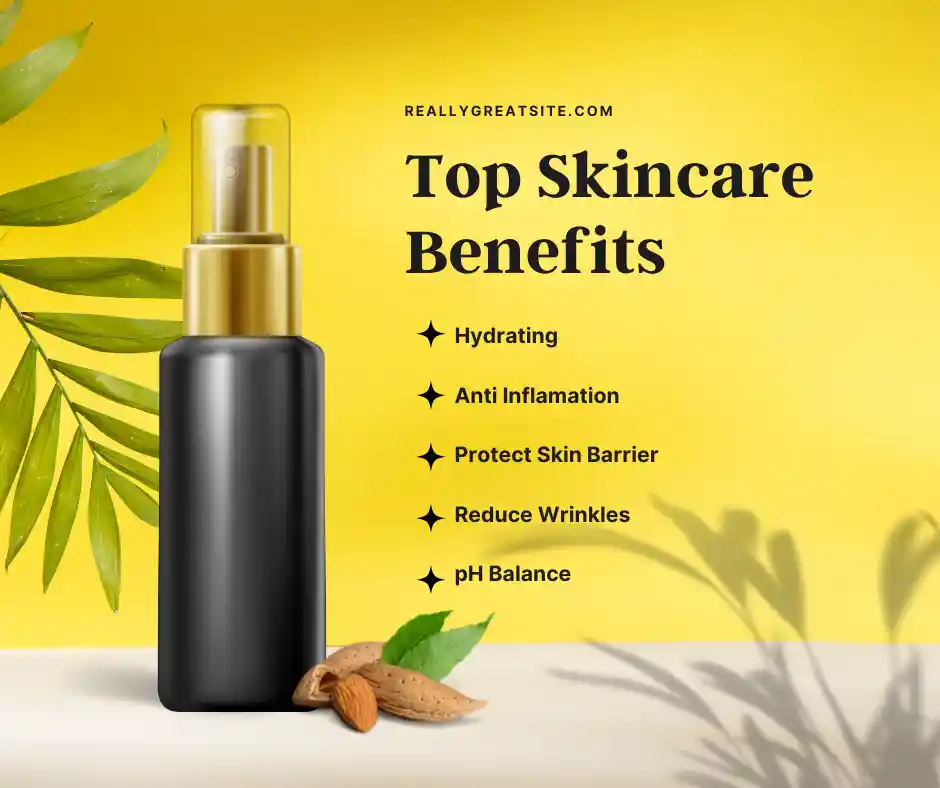 REALLYGREATSITE.COM
Top Skincare
Benefits
Hydrating
Anti Inflamation
Protect Skin Barrier
Reduce Wrinkles
pH Balance